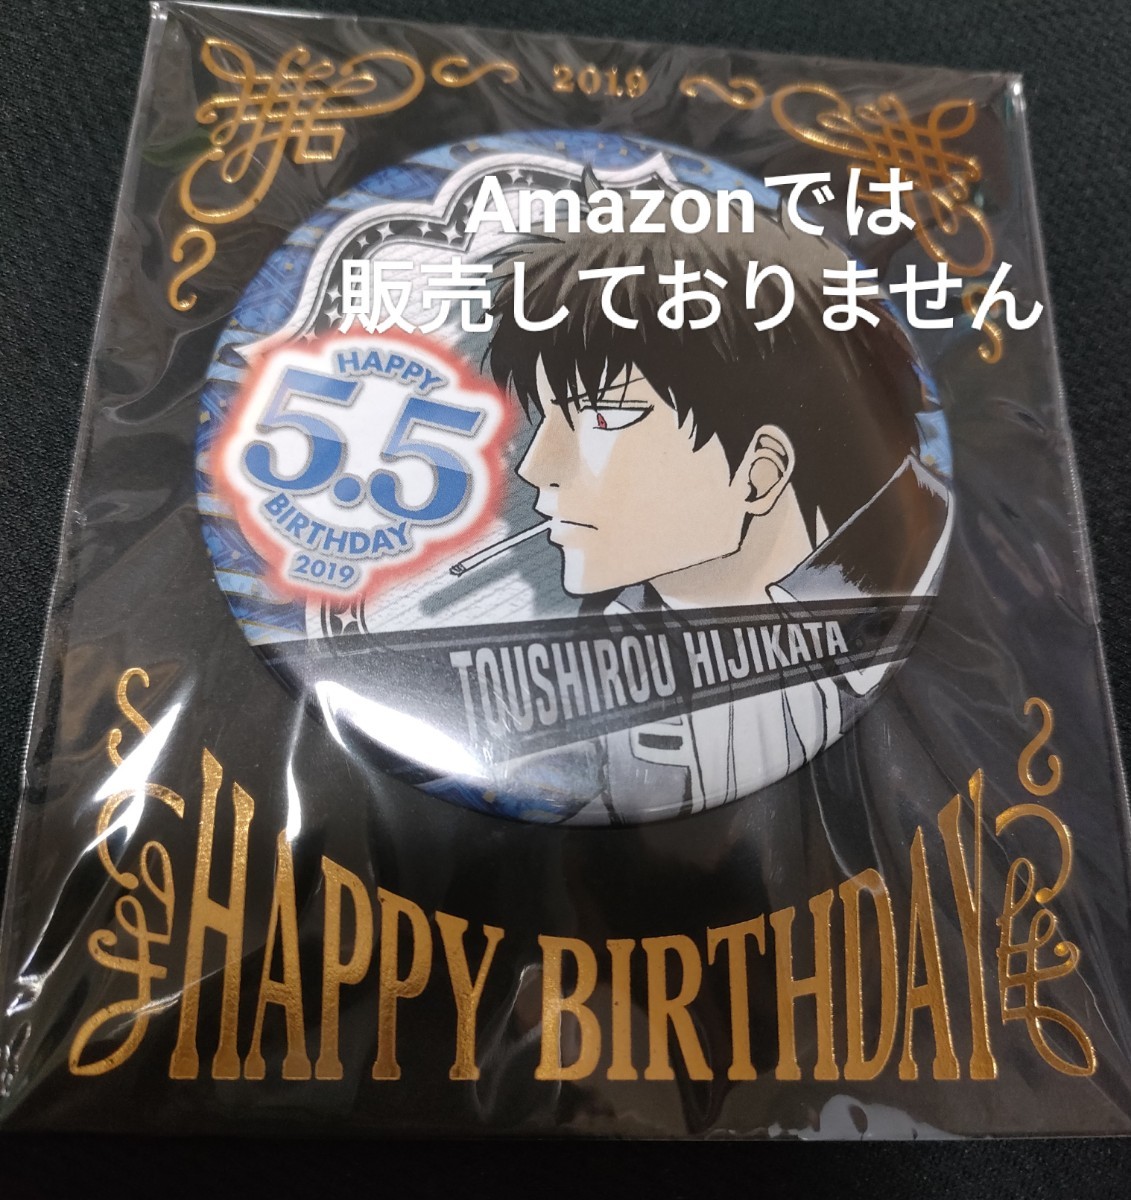 2019
Amazonでは
販売しておりません
HAPPY
5.5
BIRTHDAY
2019
TOUSHIROU HIJIKATA
HAPPY BIRTHDAY